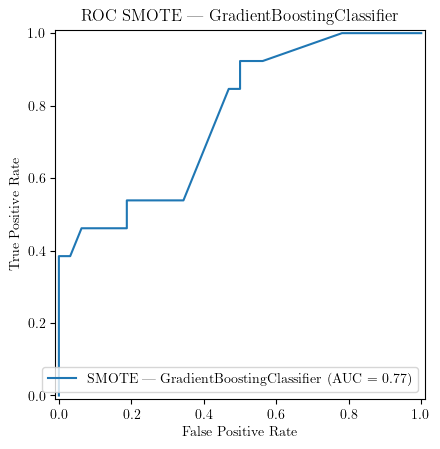 ROC SMOTE — GradientBoostingClassifier
1.0
0.8
0.6
0.4
0.2
0.0
True Positive Rate
SMOTE — GradientBoostingClassifier (AUC = 0.77)
0.0 0.2 0.4 0.6 0.8 1.0
False Positive Rate